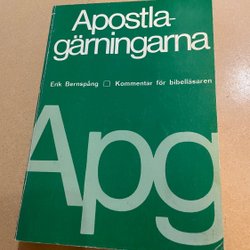 Apostla-
gärningarna
Erik Bernspång ▢ Kommentar för bibelläsaren
Apg